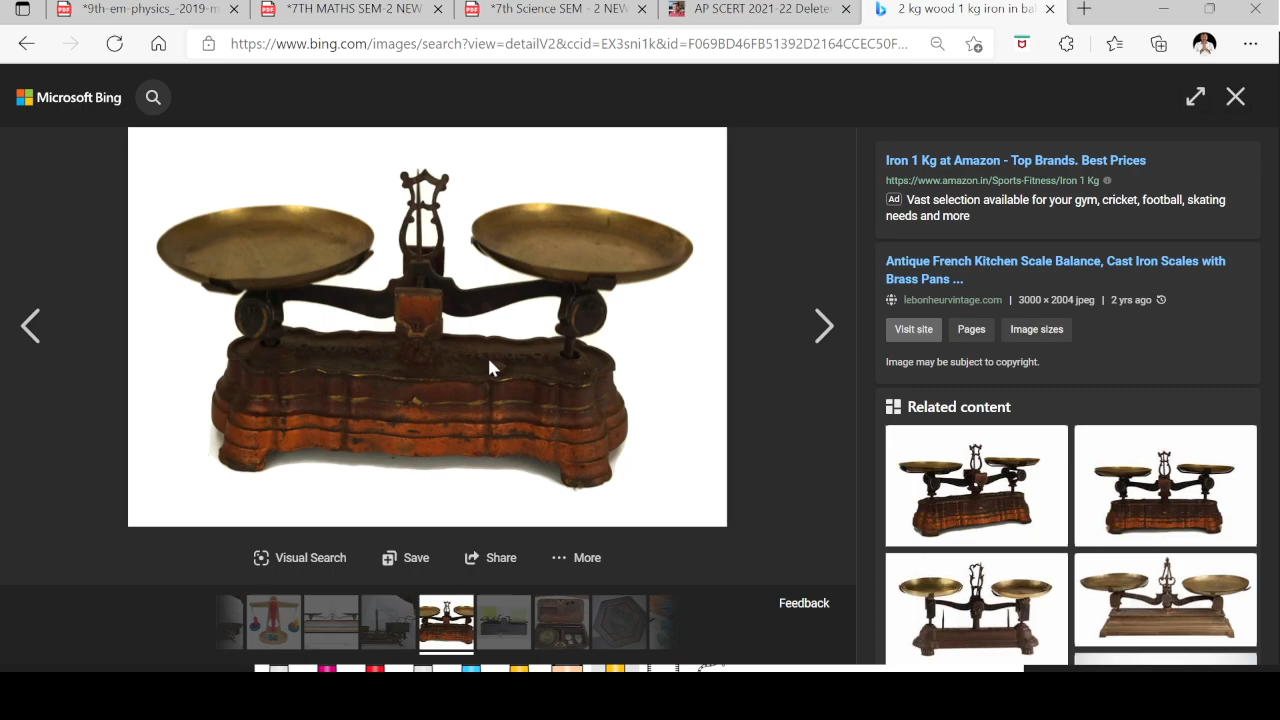 *9th-em-physics_-2019-m
*7TH MATHS SEM-2 NEW
*7th Science SEM - 2 NEW
AP SCERT 2021-22 Delete
2 kg wood 1 kg iron in bal
https://www.bing.com/images/search?view=detailV2&ccid=EX3sni1k&id=F069BD46FB51392D2164CCEC50F...
Microsoft Bing
Iron 1 Kg at Amazon - Top Brands. Best Prices
https://www.amazon.in/Sports-Fitness/Iron 1 Kg
Ad Vast selection available for your gym, cricket, football, skating
needs and more
Antique French Kitchen Scale Balance, Cast Iron Scales with
Brass Pans ...
lebonheurvintage.com | 3000 × 2004 jpeg | 2 yrs ago
Visit site Pages Image sizes
Image may be subject to copyright.
Related content
Visual Search Save Share More
Feedback